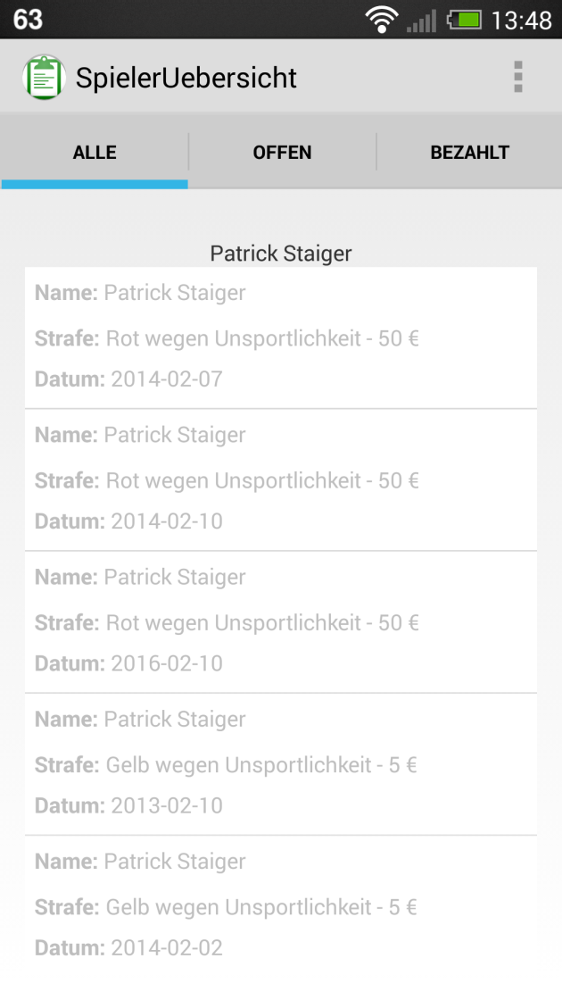 63 13:48
SpielerUebersicht
ALLE OFFEN BEZAHLT
Patrick Staiger
Name: Patrick Staiger
Strafe: Rot wegen Unsportlichkeit - 50 €
Datum: 2014-02-07
Name: Patrick Staiger
Strafe: Rot wegen Unsportlichkeit - 50 €
Datum: 2014-02-10
Name: Patrick Staiger
Strafe: Rot wegen Unsportlichkeit - 50 €
Datum: 2016-02-10
Name: Patrick Staiger
Strafe: Gelb wegen Unsportlichkeit - 5 €
Datum: 2013-02-10
Name: Patrick Staiger
Strafe: Gelb wegen Unsportlichkeit - 5 €
Datum: 2014-02-02